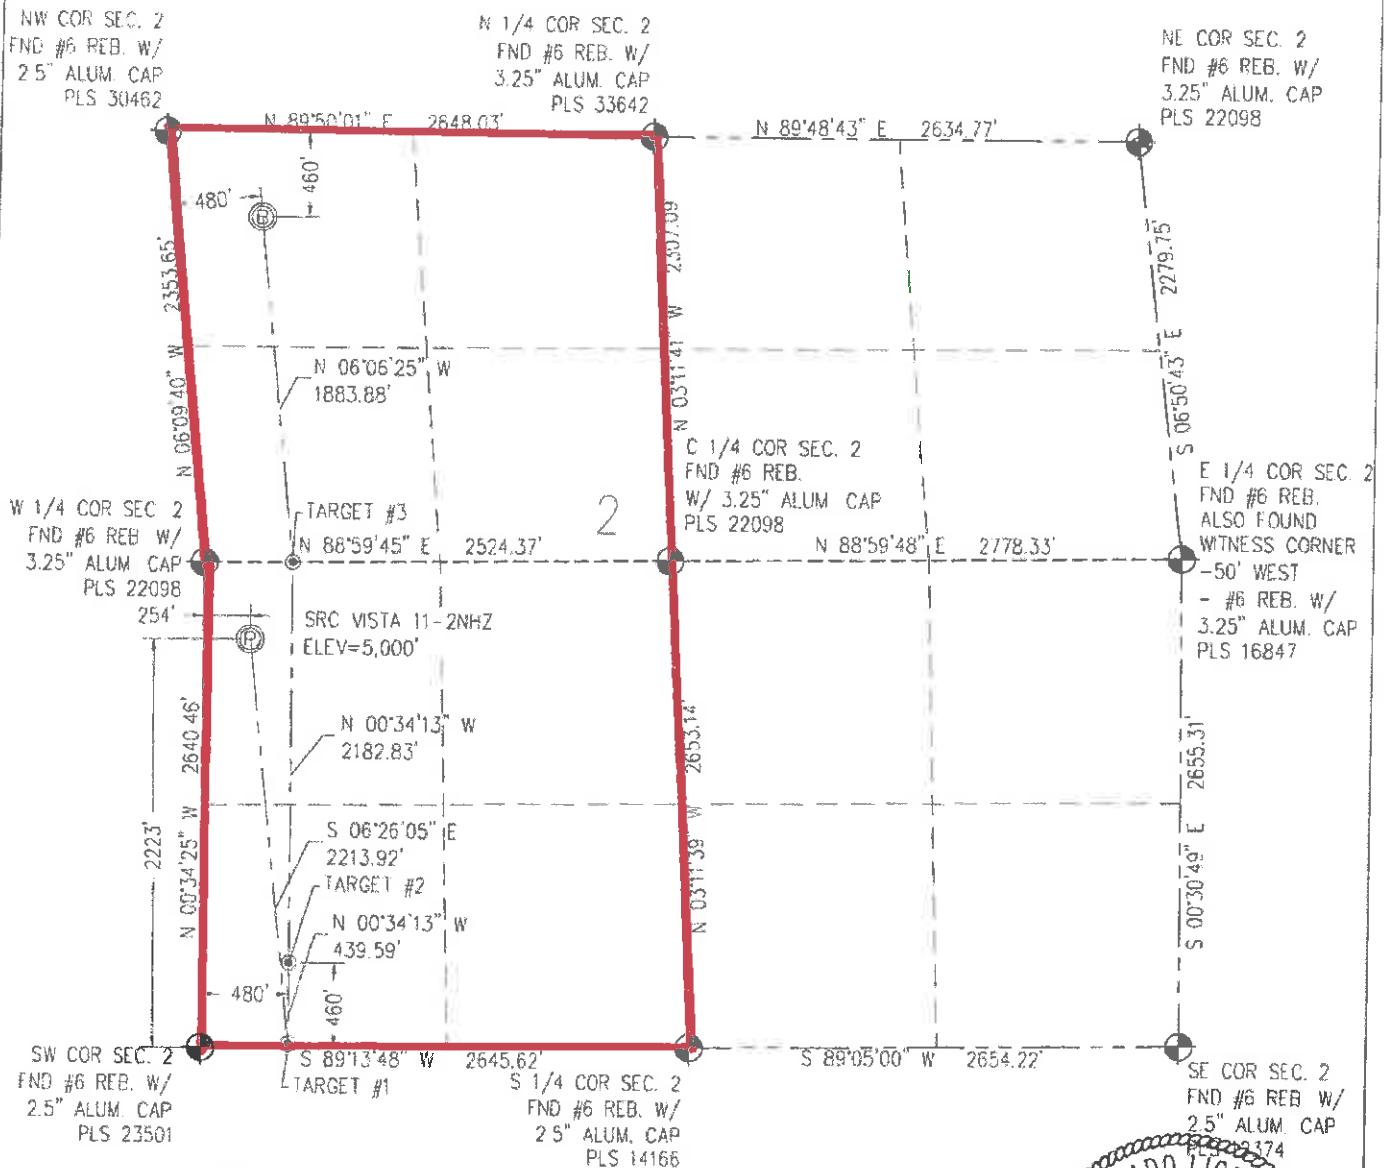 NW COR SEC. 2
FND #6 REB. W/
2.5" ALUM. CAP
PLS 30462
N 1/4 COR SEC. 2
FND #6 REB. W/
3.25" ALUM. CAP
PLS 33642
NE COR SEC. 2
FND #6 REB. W/
3.25" ALUM. CAP
PLS 22098
N 89°50'01" E 2648.03'
N 89°48'43" E 2634.77'
480'
460'
B
2353.65'
N 06°09'40" W
2307.09
N 03°11'41" W
2279.75'
S 06°50'43" E
N 06°06'25" W
1883.88'
C 1/4 COR SEC. 2
FND #6 REB.
W/ 3.25" ALUM CAP
PLS 22098
2
E 1/4 COR SEC. 2
FND #6 REB.
ALSO FOUND
WITNESS CORNER
-50' WEST
- #6 REB. W/
3.25" ALUM. CAP
PLS 16847
W 1/4 COR SEC 2
FND #6 REB W/
3.25" ALUM CAP
PLS 22098
TARGET #3
N 88°59'45" E 2524.37'
N 88°59'48" E 2778.33'
254'
P
SRC VISTA 11-2NHZ
ELEV=5,000'
2640.46'
N 00°34'25" W
2223'
N 00°34'13" W
2182.83'
2653.14'
N 03°11'39" W
2655.31'
S 00°30'49" E
S 06°26'05" E
2213.92'
TARGET #2
N 00°34'13" W
439.59'
480'
460'
SW COR SEC. 2
FND #6 REB. W/
2.5" ALUM. CAP
PLS 23501
S 89°13'48" W 2645.62'
TARGET #1
S 1/4 COR SEC. 2
FND #6 REB. W/
2.5" ALUM. CAP
PLS 14166
S 89°05'00" W 2654.22'
SE COR SEC. 2
FND #6 REB W/
2.5" ALUM. CAP